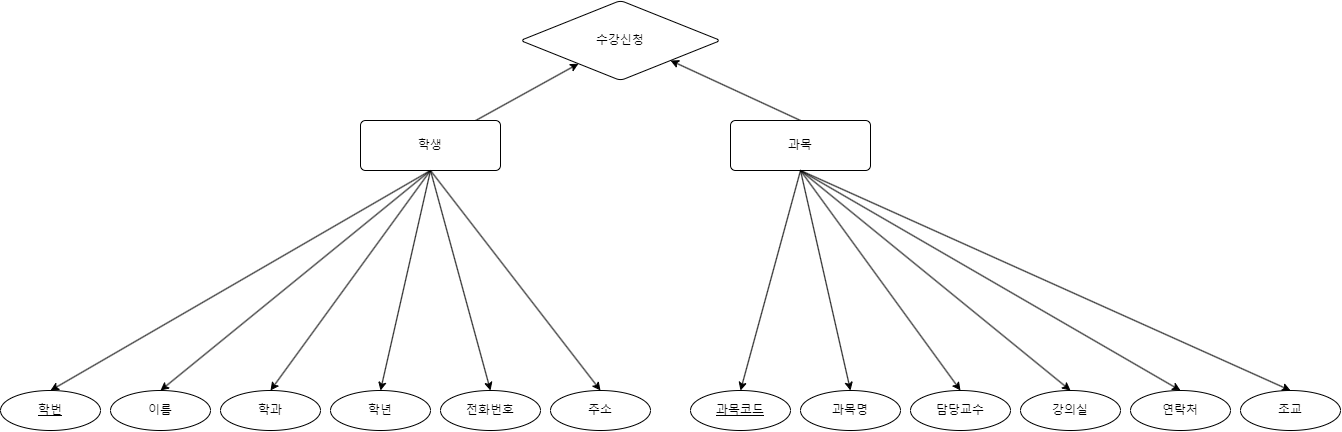 수강신청
학생
과목
학번
이름
학과
학년
전화번호
주소
과목코드
과목명
담당교수
강의실
연락처
조교